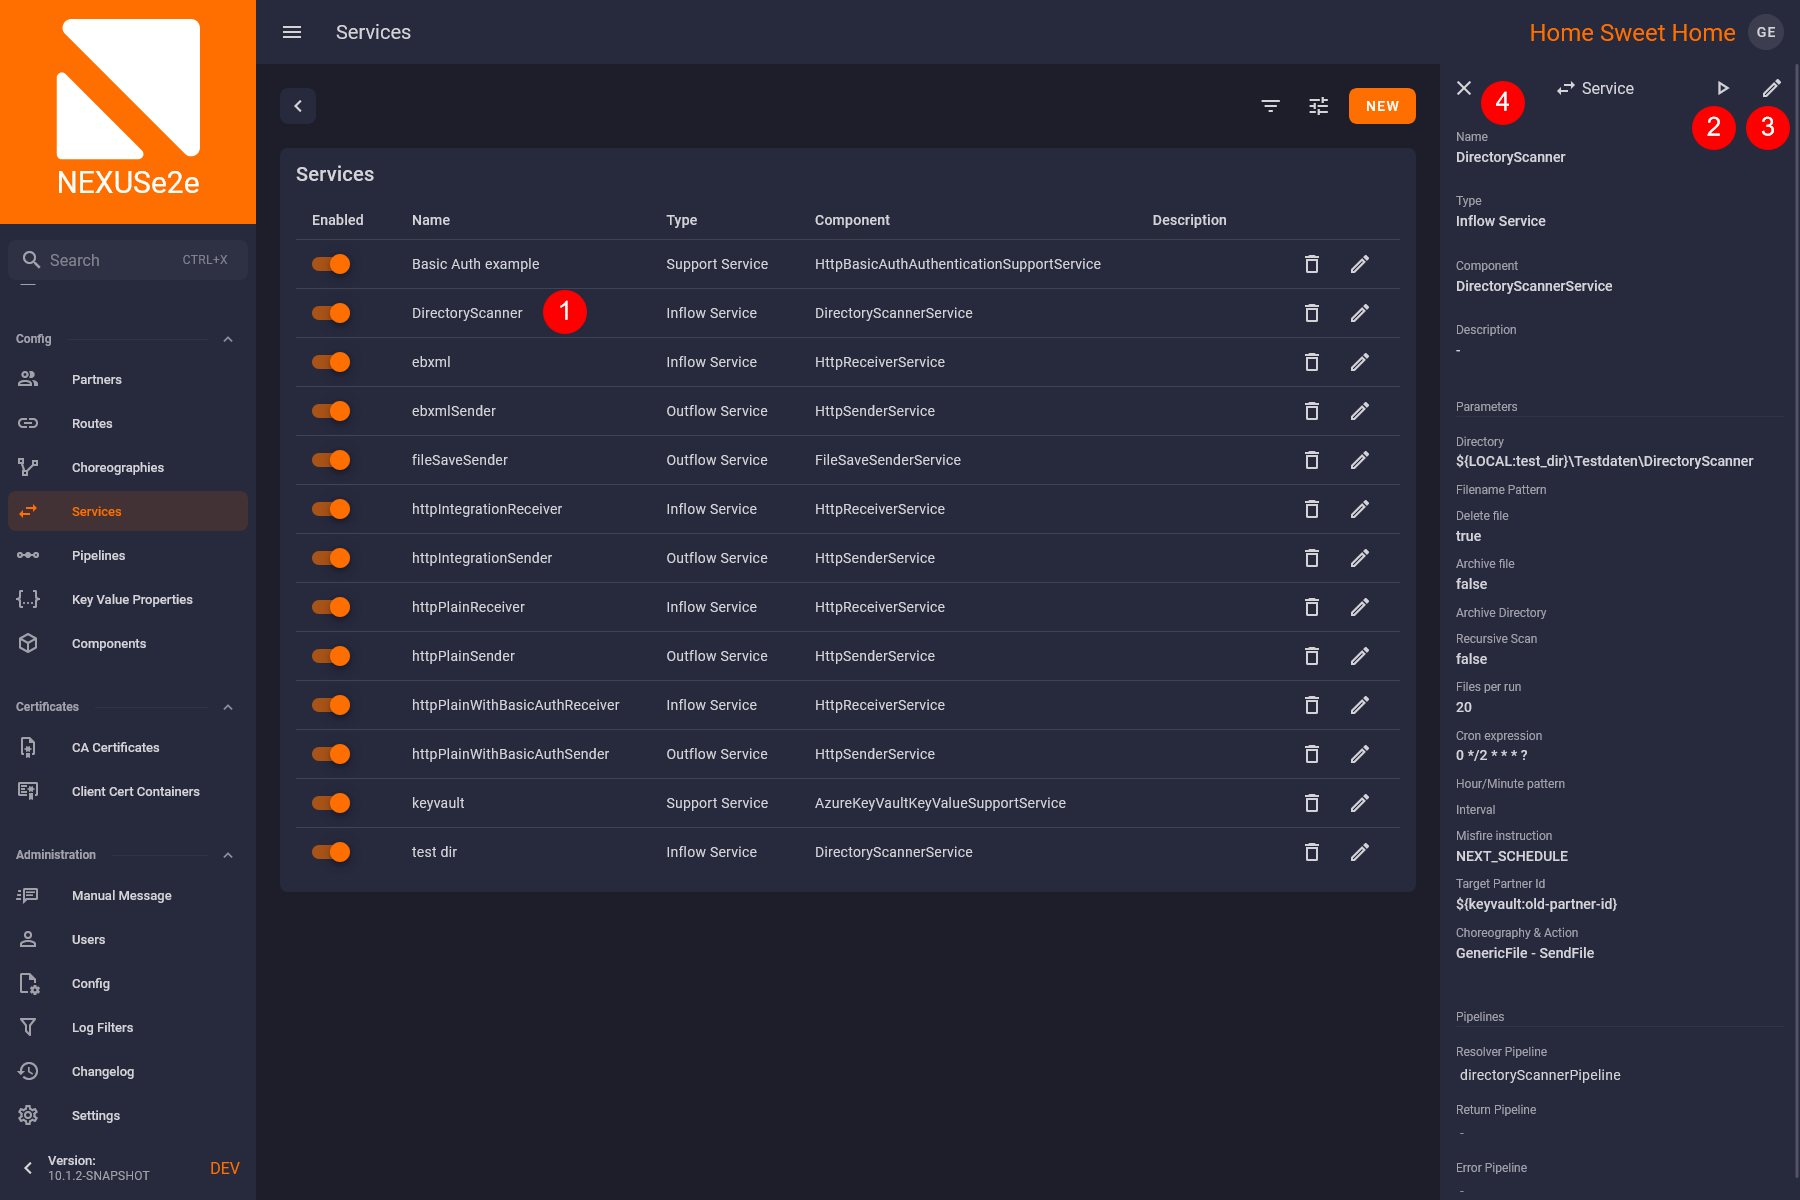 NEXUSe2e
Search CTRL+X
Config
Partners
Routes
Choreographies
Services
Pipelines
Key Value Properties
Components
Certificates
CA Certificates
Client Cert Containers
Administration
Manual Message
Users
Config
Log Filters
Changelog
Settings
Version:
10.1.2-SNAPSHOT
DEV
Services
Home Sweet Home GE
NEW
Services
Enabled Name Type Component Description
Basic Auth example Support Service HttpBasicAuthAuthenticationSupportService
DirectoryScanner 1 Inflow Service DirectoryScannerService
ebxml Inflow Service HttpReceiverService
ebxmlSender Outflow Service HttpSenderService
fileSaveSender Outflow Service FileSaveSenderService
httpIntegrationReceiver Inflow Service HttpReceiverService
httpIntegrationSender Outflow Service HttpSenderService
httpPlainReceiver Inflow Service HttpReceiverService
httpPlainSender Outflow Service HttpSenderService
httpPlainWithBasicAuthReceiver Inflow Service HttpReceiverService
httpPlainWithBasicAuthSender Outflow Service HttpSenderService
keyvault Support Service AzureKeyVaultKeyValueSupportService
test dir Inflow Service DirectoryScannerService
Service
4
2
3
Name
DirectoryScanner
Type
Inflow Service
Component
DirectoryScannerService
Description
-
Parameters
Directory
${LOCAL:test_dir}\Testdaten\DirectoryScanner
Filename Pattern
Delete file
true
Archive file
false
Archive Directory
Recursive Scan
false
Files per run
20
Cron expression
0 */2 * * * ?
Hour/Minute pattern
Interval
Misfire instruction
NEXT_SCHEDULE
Target Partner Id
${keyvault:old-partner-id}
Choreography & Action
GenericFile - SendFile
Pipelines
Resolver Pipeline
directoryScannerPipeline
Return Pipeline
-
Error Pipeline
-